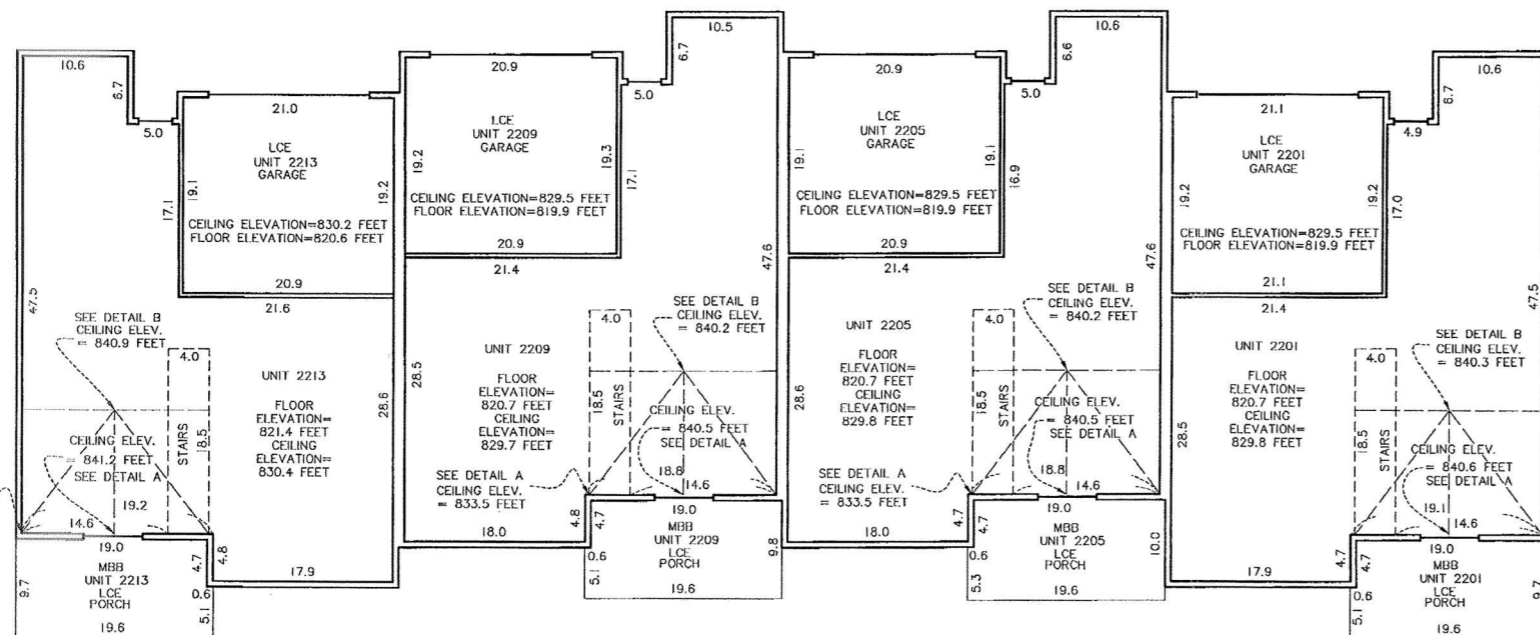 10.6
6.7
5.0
21.0
LCE
UNIT 2213
GARAGE
19.1
19.2
17.1
CEILING ELEVATION=830.2 FEET
FLOOR ELEVATION=820.6 FEET
20.9
21.6
47.5
SEE DETAIL B
CEILING ELEV.
= 840.9 FEET
4.0
STAIRS
18.5
UNIT 2213
FLOOR
ELEVATION=
821.4 FEET
CEILING
ELEVATION=
830.4 FEET
28.6
CEILING ELEV.
= 841.2 FEET
SEE DETAIL A
19.2
14.6
19.0
4.7
4.8
17.9
MBB
UNIT 2213
LCE
PORCH
9.7
0.6
5.1
19.6
20.9
LCE
UNIT 2209
GARAGE
19.2
19.3
17.1
CEILING ELEVATION=829.5 FEET
FLOOR ELEVATION=819.9 FEET
20.9
21.4
5.0
6.7
10.5
47.6
28.5
UNIT 2209
FLOOR
ELEVATION=
820.7 FEET
CEILING
ELEVATION=
829.7 FEET
SEE DETAIL B
CEILING ELEV.
= 840.2 FEET
4.0
18.5
STAIRS
CEILING ELEV.
= 840.5 FEET
SEE DETAIL A
18.8
14.6
SEE DETAIL A
CEILING ELEV.
= 833.5 FEET
18.0
4.8
4.7
19.0
MBB
UNIT 2209
LCE
PORCH
9.8
0.6
5.1
19.6
20.9
LCE
UNIT 2205
GARAGE
19.1
19.1
16.9
CEILING ELEVATION=829.5 FEET
FLOOR ELEVATION=819.9 FEET
20.9
21.4
5.0
6.6
10.6
47.6
28.6
UNIT 2205
FLOOR
ELEVATION=
820.7 FEET
CEILING
ELEVATION=
829.8 FEET
SEE DETAIL B
CEILING ELEV.
= 840.2 FEET
4.0
18.5
STAIRS
CEILING ELEV.
= 840.5 FEET
SEE DETAIL A
18.8
14.6
SEE DETAIL A
CEILING ELEV.
= 833.5 FEET
18.0
4.7
4.7
19.0
MBB
UNIT 2205
LCE
PORCH
10.0
0.6
5.3
19.6
21.1
LCE
UNIT 2201
GARAGE
19.2
19.2
17.0
CEILING ELEVATION=829.5 FEET
FLOOR ELEVATION=819.9 FEET
21.1
21.4
4.9
6.7
10.6
47.5
28.5
UNIT 2201
FLOOR
ELEVATION=
820.7 FEET
CEILING
ELEVATION=
829.8 FEET
SEE DETAIL B
CEILING ELEV.
= 840.3 FEET
4.0
18.5
STAIRS
CEILING ELEV.
= 840.6 FEET
SEE DETAIL A
19.1
14.6
17.9
4.7
4.7
19.0
MBB
UNIT 2201
LCE
PORCH
9.7
0.6
5.1
19.6